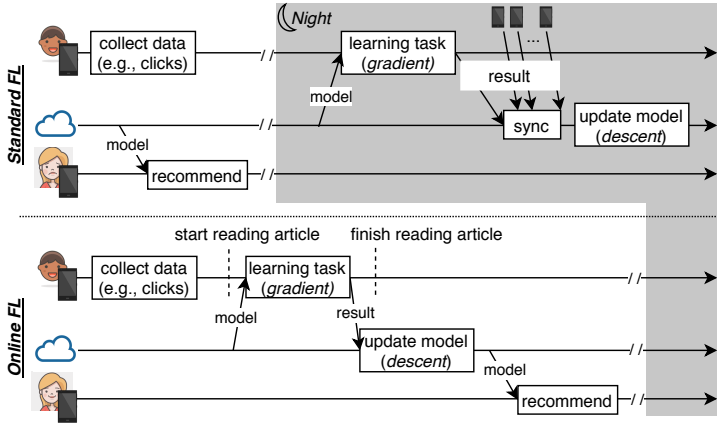 Night
Standard FL
collect data
(e.g., clicks)
//
learning task
(gradient)
...
model
result
sync
update model
(descent)
//
model
recommend
//
start reading article
finish reading article
Online FL
collect data
(e.g., clicks)
learning task
(gradient)
//
model
result
update model
(descent)
//
model
recommend
//